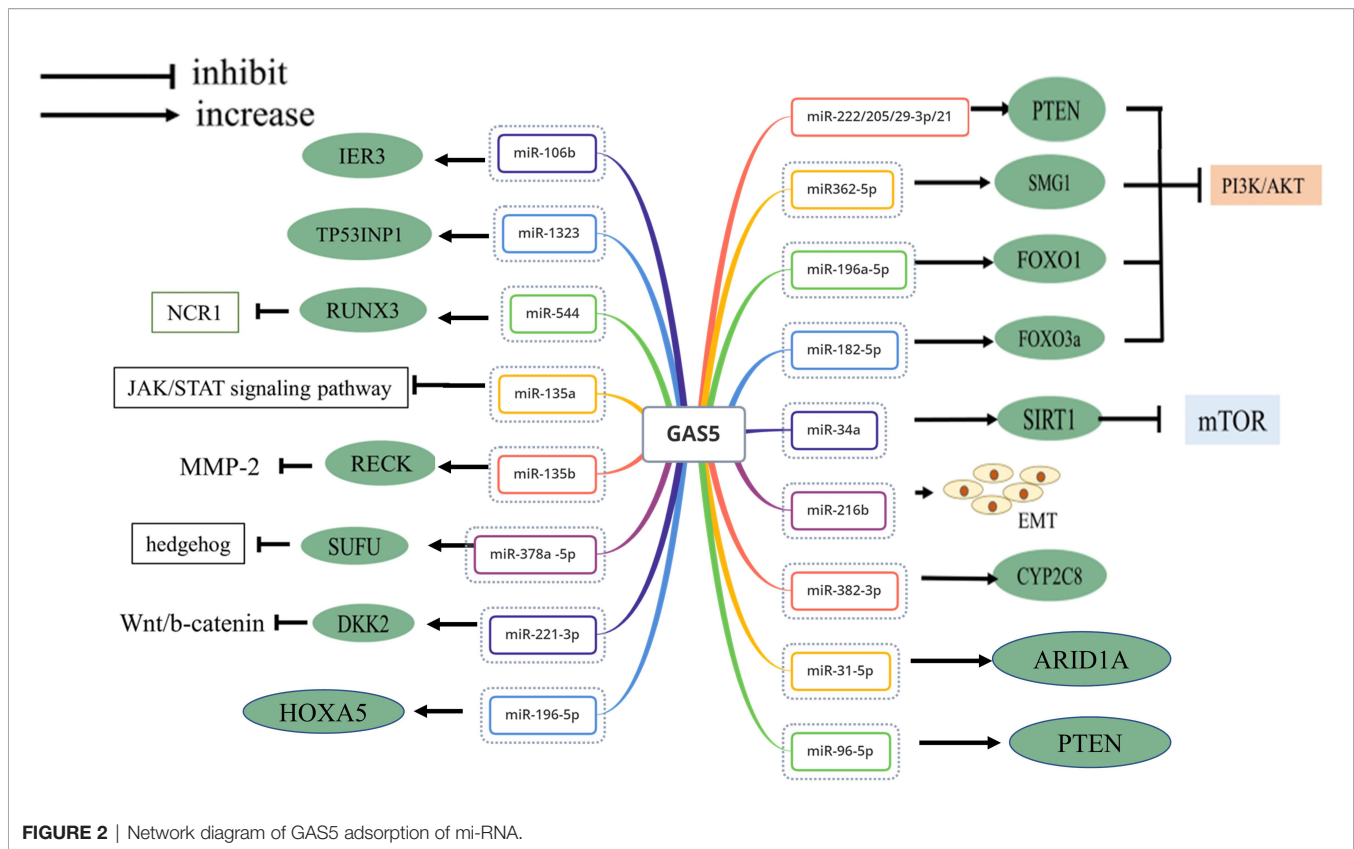 inhibit
increase
IER3
miR-106b
TP53INP1
miR-1323
NCR1
RUNX3
miR-544
JAK/STAT signaling pathway
miR-135a
MMP-2
RECK
miR-135b
hedgehog
SUFU
miR-378a -5p
Wnt/b-catenin
DKK2
miR-221-3p
HOXA5
miR-196-5p
GAS5
miR-222/205/29-3p/21
PTEN
miR362-5p
SMG1
PI3K/AKT
miR-196a-5p
FOXO1
miR-182-5p
FOXO3a
miR-34a
SIRT1
mTOR
miR-216b
EMT
miR-382-3p
CYP2C8
miR-31-5p
ARID1A
miR-96-5p
PTEN
FIGURE 2 | Network diagram of GAS5 adsorption of mi-RNA.